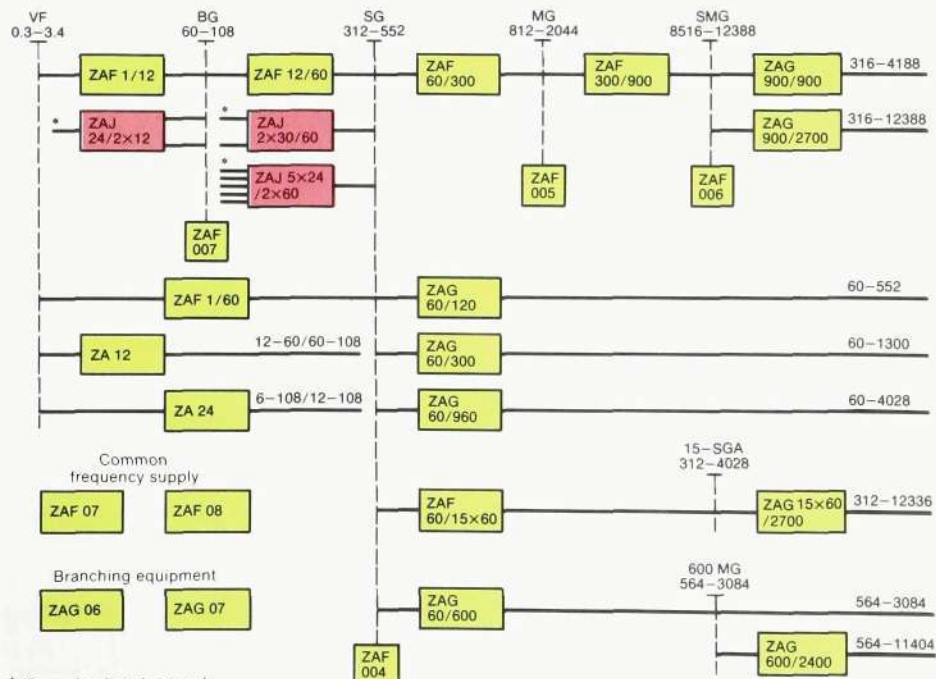 VF
0.3–3.4
BG
60–108
SG
312–552
MG
812–2044
SMG
8516–12388
ZAF 1/12
ZAF 12/60
ZAF
60/300
ZAF
300/900
ZAG
900/900
316–4188
*
ZAJ
24/2×12
*
ZAJ
2×30/60
ZAG
900/2700
316–12388
*
ZAJ 5×24
/2×60
ZAF
005
ZAF
006
ZAF
007
ZAF 1/60
ZAG
60/120
60–552
ZA 12
12–60/60–108
ZAG
60/300
60–1300
ZA 24
6–108/12–108
ZAG
60/960
60–4028
Common
frequency supply
ZAF 07
ZAF 08
15–SGA
312–4028
ZAF
60/15×60
ZAG 15×60
/2700
312–12336
Branching equipment
ZAG 06
ZAG 07
600 MG
564–3084
ZAG
60/600
564–3084
ZAF
004
ZAG
600/2400
564–11404